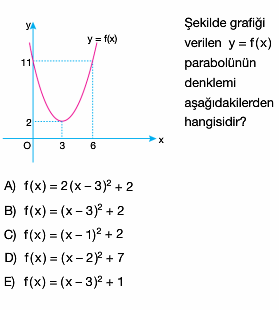 y
y = f(x)
11
2
O
3
6
x
Şekilde grafiği
verilen y = f(x)
parabolünün
denklemi
aşağıdakilerden
hangisidir?
A) f(x) = 2(x – 3)² + 2
B) f(x) = (x – 3)² + 2
C) f(x) = (x – 1)² + 2
D) f(x) = (x – 2)² + 7
E) f(x) = (x – 3)² + 1